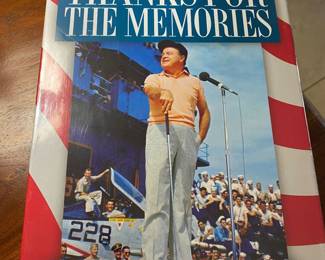 THANKS FOR
THE MEMORIES
228